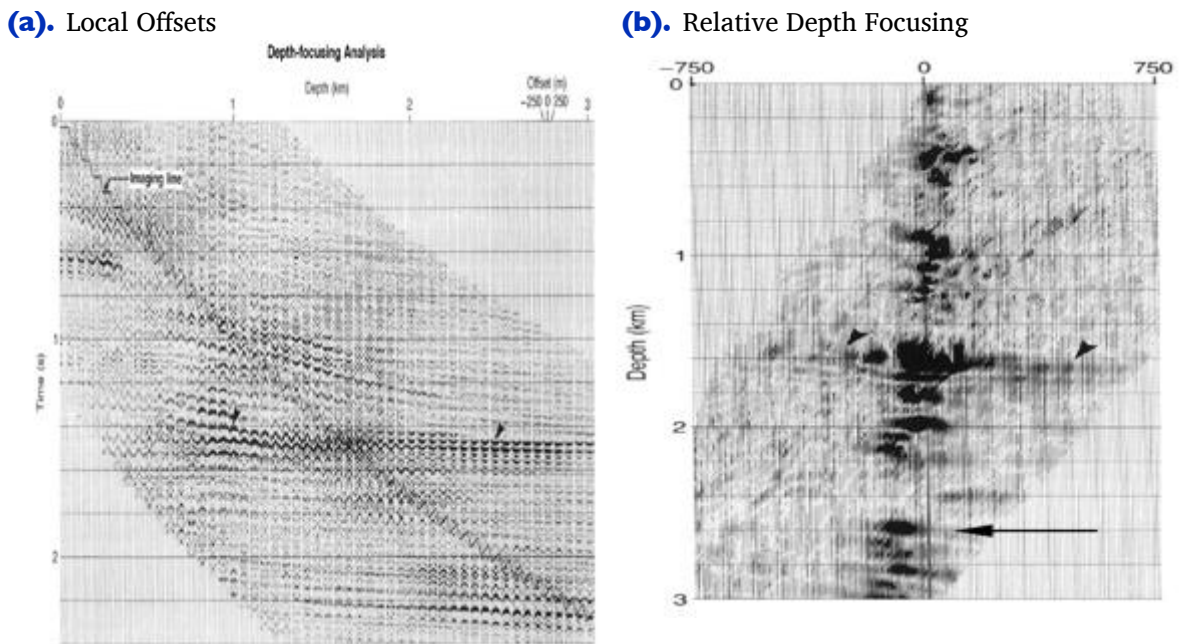 (a). Local Offsets
Depth-focusing Analysis
Depth (km)
Offset (m)
-250 0 250
0 1 2 3
0
Imaging line
1
Time (s)
2
(b). Relative Depth Focusing
-750 0 750
0
1
Depth (km)
2
3